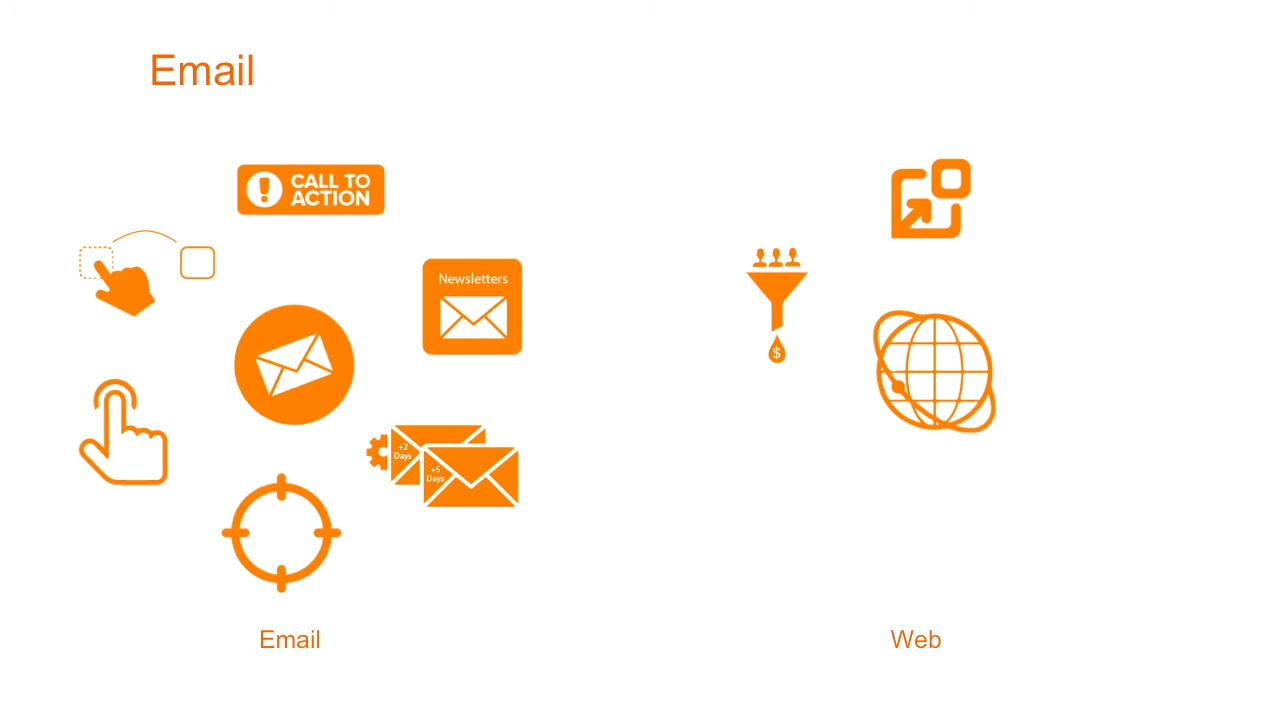 Email
CALL TO
ACTION
Newsletters
$
+2
Days
+5
Days
Email
Web